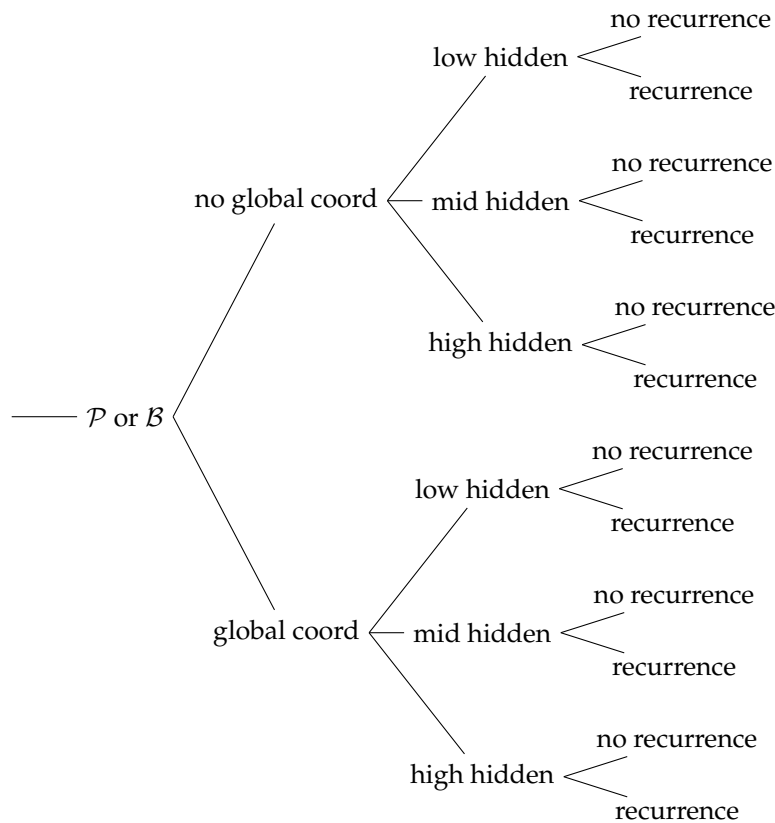 no recurrence
low hidden
recurrence
no recurrence
no global coord
mid hidden
recurrence
no recurrence
high hidden
recurrence
𝒫 or ℬ
no recurrence
low hidden
recurrence
no recurrence
global coord
mid hidden
recurrence
no recurrence
high hidden
recurrence